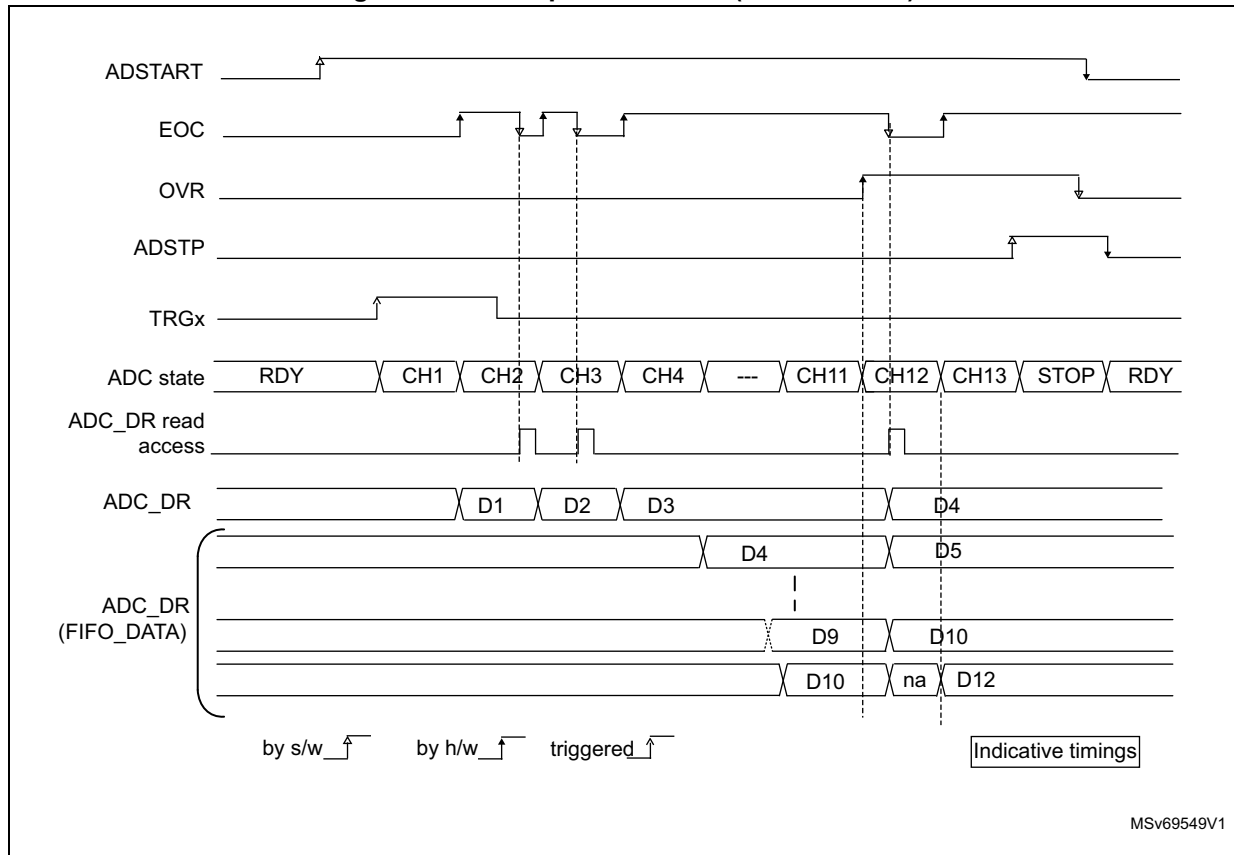 ADSTART
EOC
OVR
ADSTP
TRGx
ADC state RDY CH1 CH2 CH3 CH4 --- CH11 CH12 CH13 STOP RDY
ADC_DR read
access
ADC_DR D1 D2 D3 D4
D4 D5
ADC_DR
(FIFO_DATA)
D9 D10
D10 na D12
by s/w by h/w triggered Indicative timings
MSv69549V1